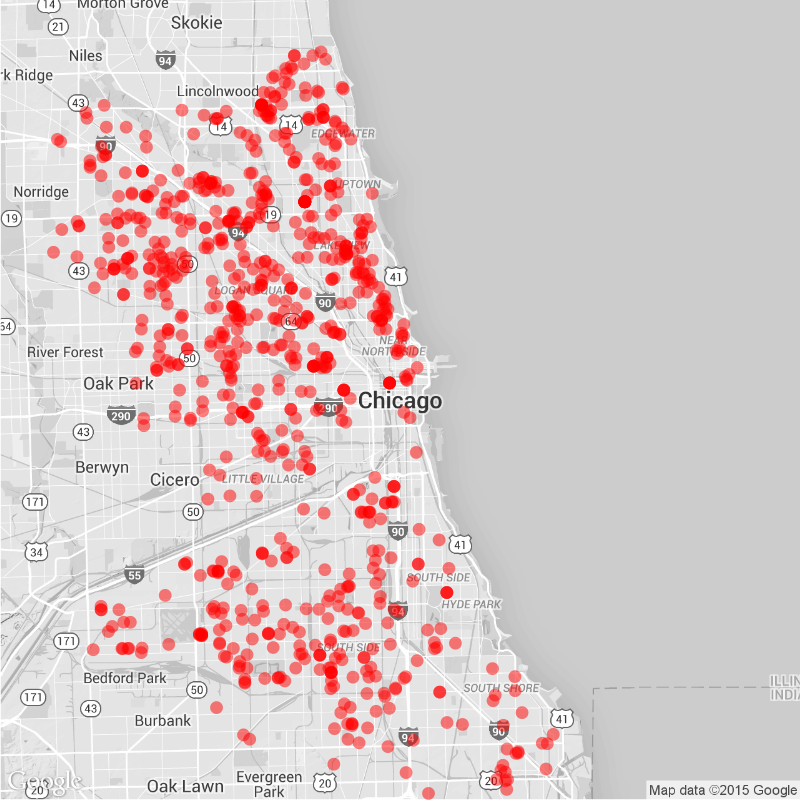 14
Morton Grove
21
Skokie
Niles
94
rk Ridge
Lincolnwood
43
14
14
EDGEWATER
90
Norridge
UPTOWN
19
19
94
LAKE VIEW
43
50
41
LOGAN SQUARE
90
64
64
NEAR
NORTH SIDE
River Forest
50
Oak Park
Chicago
290
290
43
Berwyn
Cicero
LITTLE VILLAGE
171
50
90
34
41
55
SOUTH SIDE
HYDE PARK
94
171
SOUTH SIDE
Bedford Park
50
SOUTH SHORE
ILLIN
INDIA
171
43
Burbank
41
94
90
Google
20
Oak Lawn
Evergreen
Park
20
20
20
Map data ©2015 Google